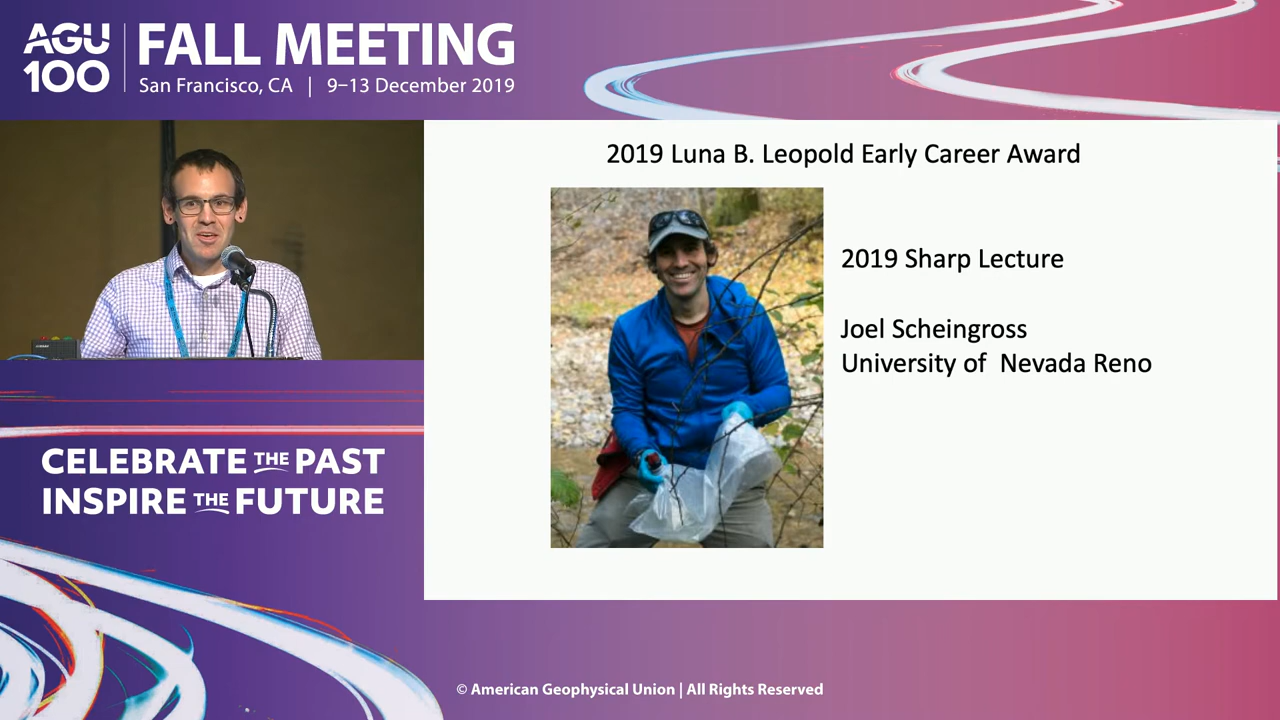 AGU
100
FALL MEETING
San Francisco, CA | 9–13 December 2019
2019 Luna B. Leopold Early Career Award
2019 Sharp Lecture
Joel Scheingross
University of Nevada Reno
CELEBRATE THE PAST
INSPIRE THE FUTURE
© American Geophysical Union | All Rights Reserved